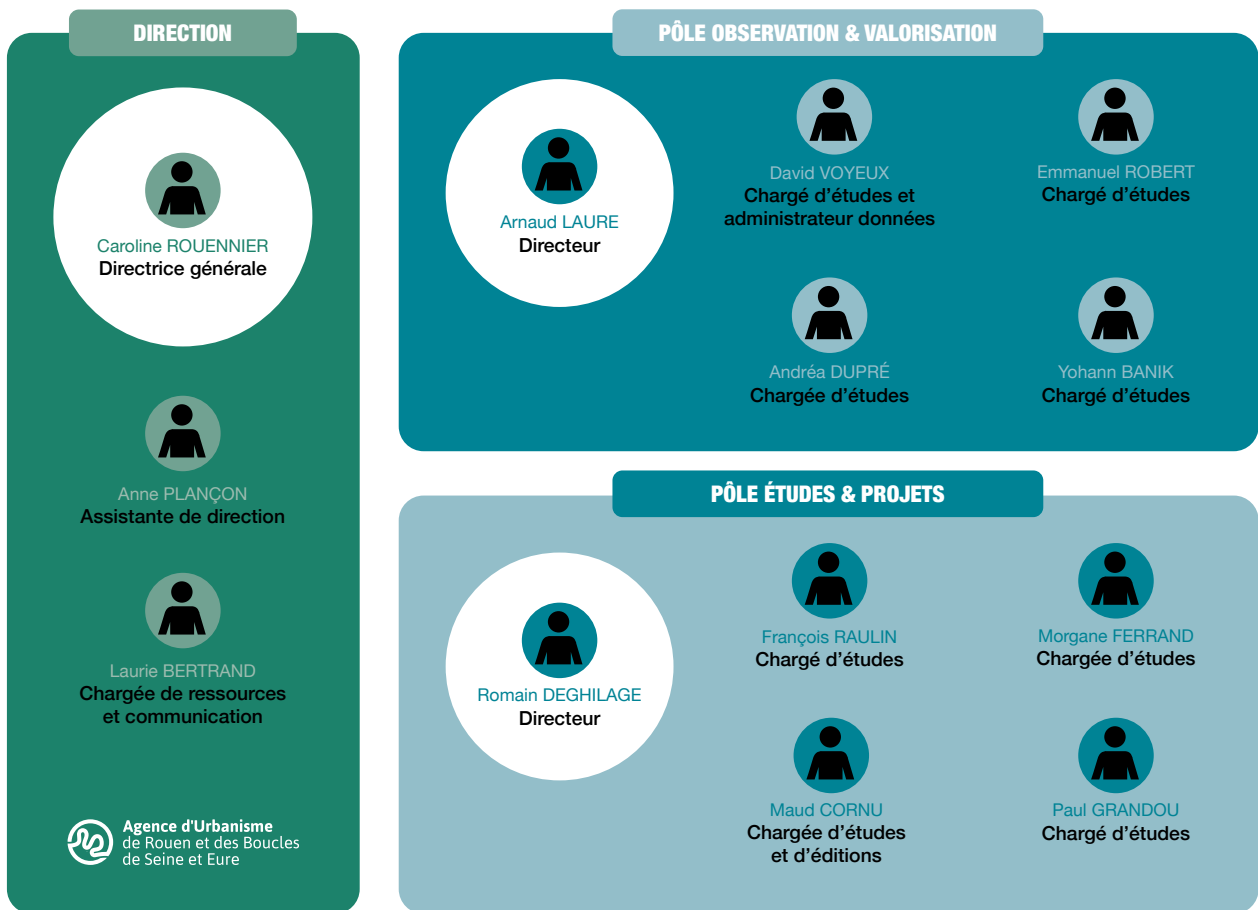 DIRECTION
Caroline ROUENNIER
Directrice générale
Anne PLANÇON
Assistante de direction
Laurie BERTRAND
Chargée de ressources
et communication
Agence d'Urbanisme
de Rouen et des Boucles
de Seine et Eure
PÔLE OBSERVATION & VALORISATION
Arnaud LAURE
Directeur
David VOYEUX
Chargé d'études et
administrateur données
Emmanuel ROBERT
Chargé d'études
Andréa DUPRÉ
Chargée d'études
Yohann BANIK
Chargé d'études
PÔLE ÉTUDES & PROJETS
Romain DEGHILAGE
Directeur
François RAULIN
Chargé d'études
Morgane FERRAND
Chargée d'études
Maud CORNU
Chargée d'études
et d'éditions
Paul GRANDOU
Chargé d'études